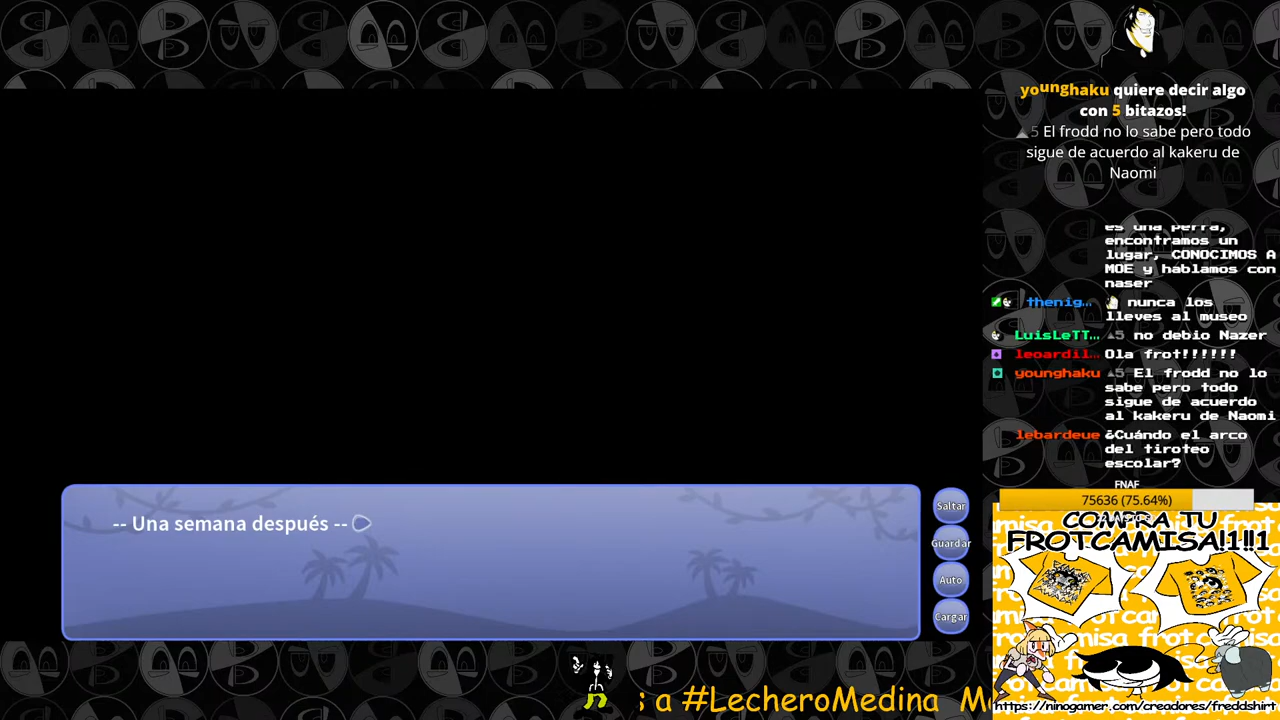 younghaku quiere decir algo
con 5 bitazos!
5 El frodd no lo sabe pero todo
sigue de acuerdo al kakeru de
Naomi
es una perra,
encontramos un
lugar, CONOCIMOS A
MOE y hablamos con
naser
thenig… nunca los
lleves al museo
LuisLeTT… 5 no debio Nazer
leoardil… Ola frot!!!!!!
younghaku 5 El frodd no lo
sabe pero todo
sigue de acuerdo
al kakeru de Naomi
lebardeue ¿Cuándo el arco
del tiroteo
escolar?
FNAF
75636 (75.64%)
-- Una semana después --
Saltar
Guardar
Auto
Cargar
COMPRA TU
FROTCAMISA!1!!1
https://ninogamer.com/creadores/freddshirt
s a #LecheroMedina